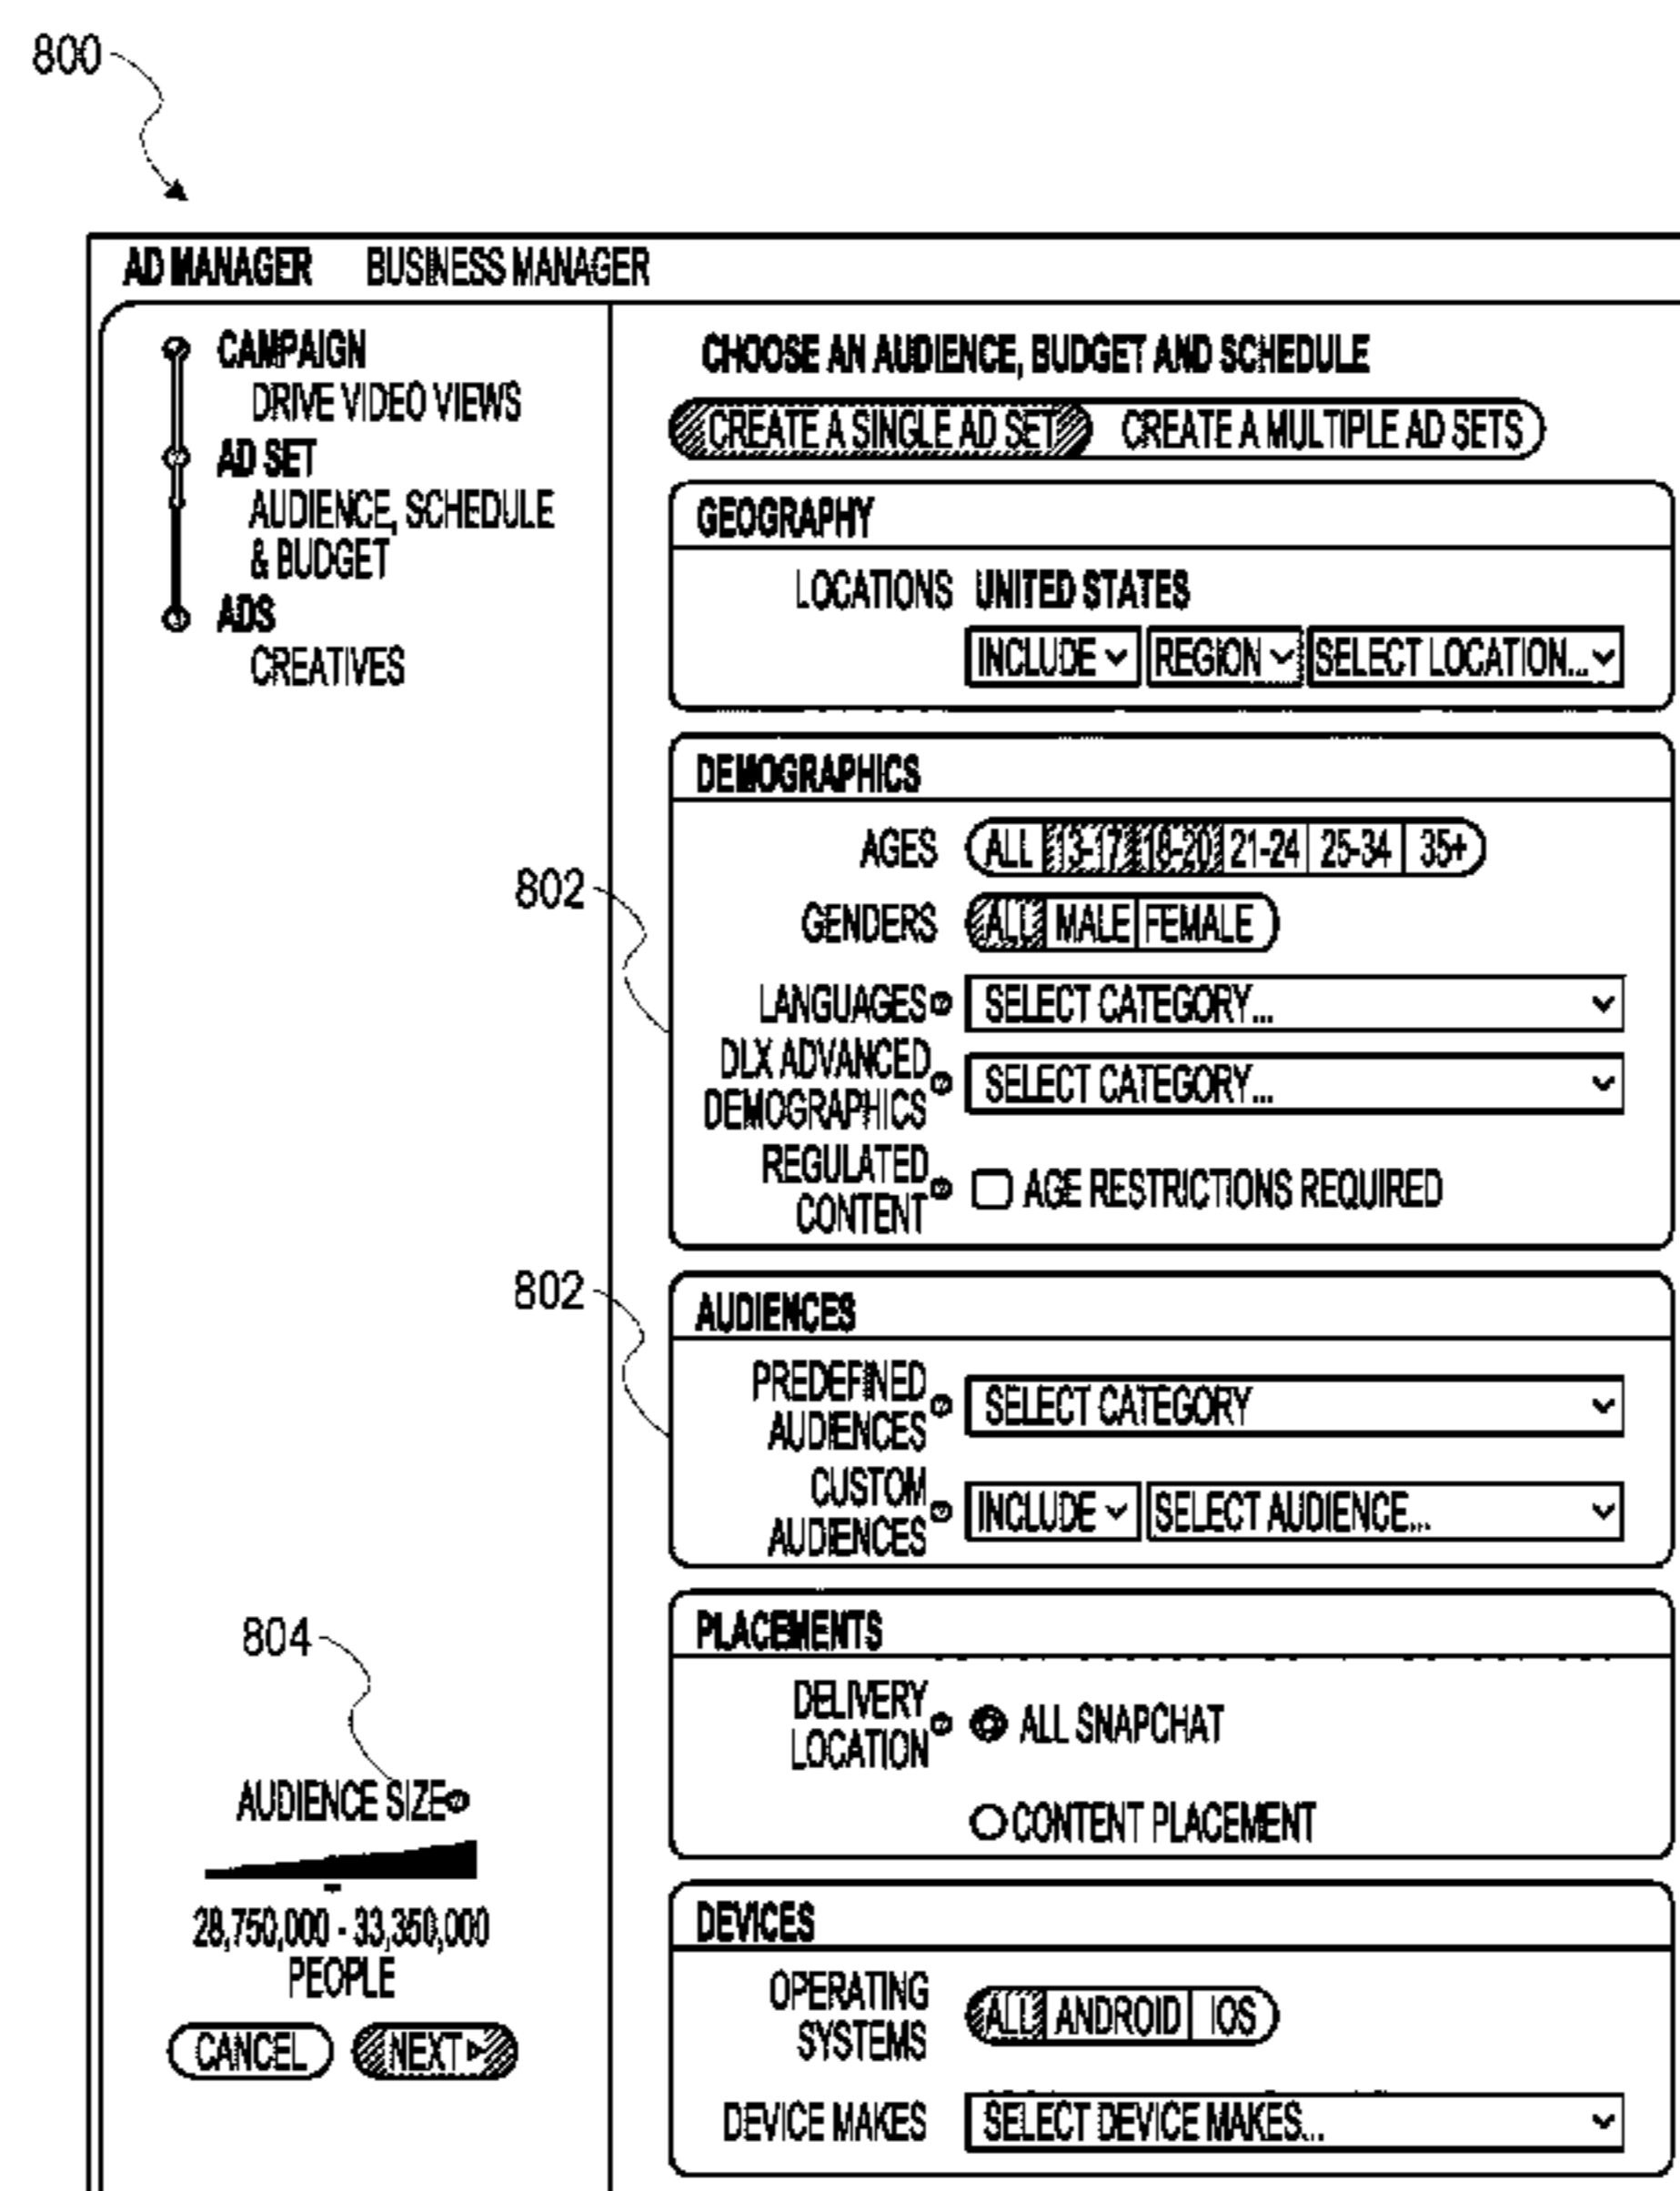 800
AD MANAGER BUSINESS MANAGER
CAMPAIGN
DRIVE VIDEO VIEWS
AD SET
AUDIENCE, SCHEDULE
& BUDGET
ADS
CREATIVES
CHOOSE AN AUDIENCE, BUDGET AND SCHEDULE
CREATE A SINGLE AD SET CREATE A MULTIPLE AD SETS
GEOGRAPHY
LOCATIONS UNITED STATES
INCLUDE REGION SELECT LOCATION...
DEMOGRAPHICS
AGES ALL 13-17 18-20 21-24 25-34 35+
802
GENDERS ALL MALE FEMALE
LANGUAGES ? SELECT CATEGORY...
DLX ADVANCED
DEMOGRAPHICS ? SELECT CATEGORY...
REGULATED
CONTENT ? AGE RESTRICTIONS REQUIRED
802
AUDIENCES
PREDEFINED
AUDIENCES ? SELECT CATEGORY
CUSTOM
AUDIENCES ? INCLUDE SELECT AUDIENCE...
PLACEMENTS
DELIVERY
LOCATION ? ALL SNAPCHAT
CONTENT PLACEMENT
804
AUDIENCE SIZE ?
28,750,000 - 33,350,000
PEOPLE
CANCEL NEXT
DEVICES
OPERATING
SYSTEMS ALL ANDROID IOS
DEVICE MAKES SELECT DEVICE MAKES...